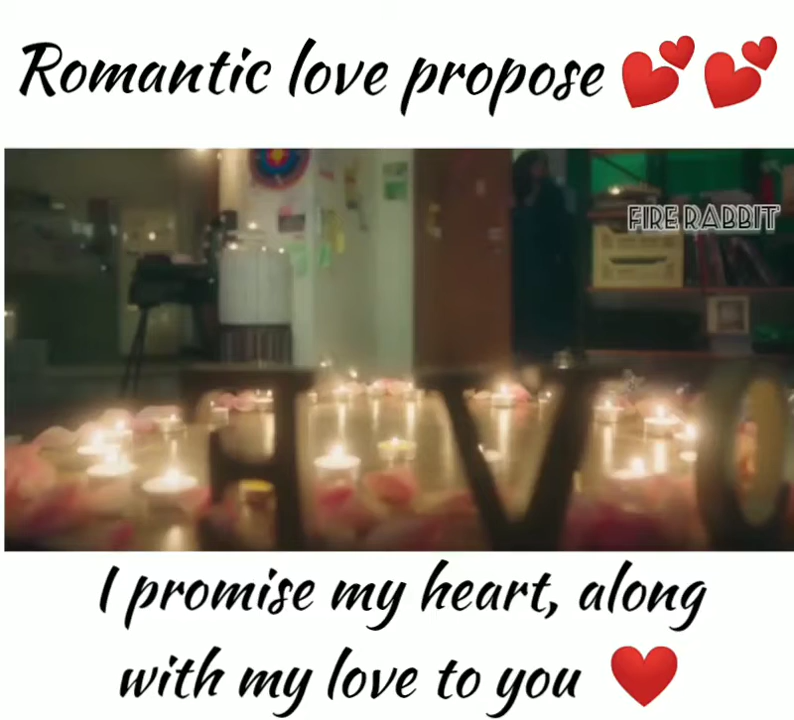 Romantic love propose 💕💕
FIRE RABBIT
I promise my heart, along
with my love to you ❤️